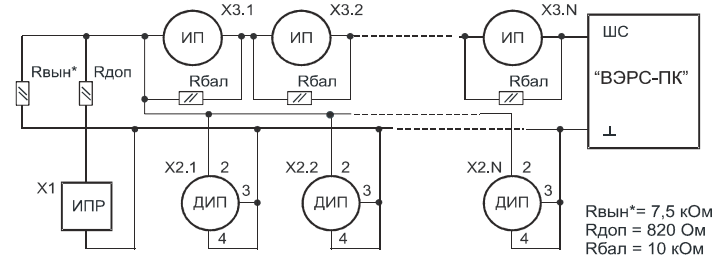 X3.1
X3.2
X3.N
ИП
ИП
ИП
ШС
Rвын*
Rдоп
Rбал
Rбал
Rбал
“ВЭРС-ПК”
⊥
X2.1
2
X2.2
2
X2.N
2
X1
ИПР
ДИП
3
ДИП
3
ДИП
3
4
4
4
Rвын*= 7,5 кОм
Rдоп = 820 Ом
Rбал = 10 кОм